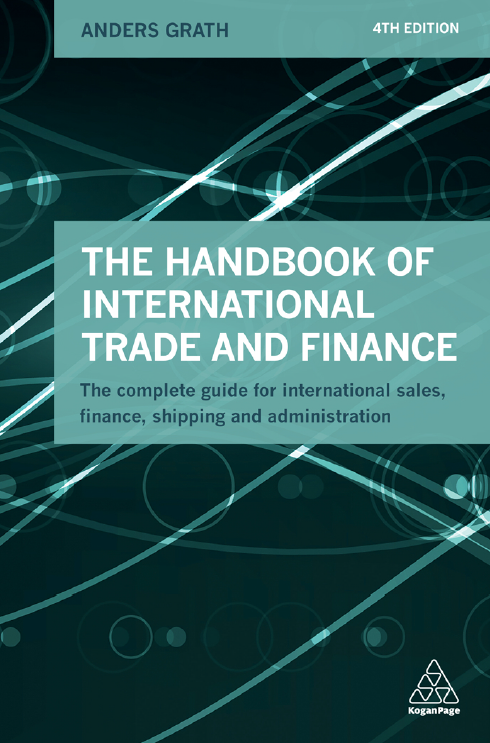 ANDERS GRATH
4TH EDITION
THE HANDBOOK OF
INTERNATIONAL
TRADE AND FINANCE
The complete guide for international sales,
finance, shipping and administration
KoganPage